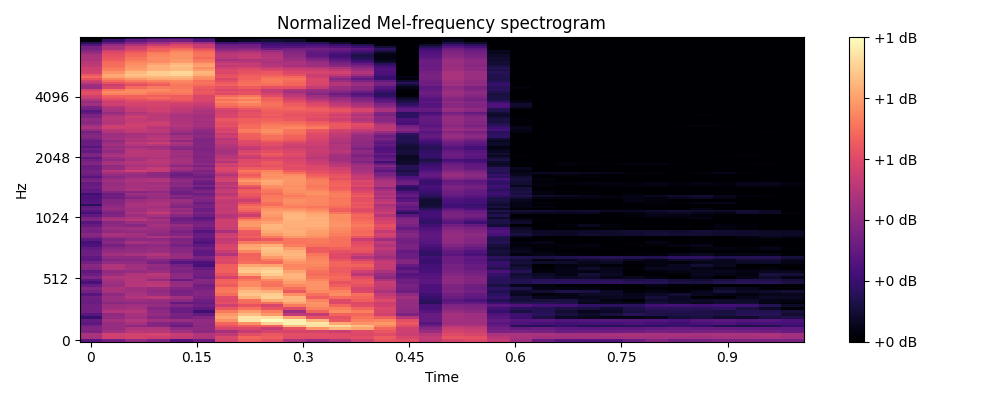 Normalized Mel-frequency spectrogram
Hz
4096
2048
1024
512
0
0 0.15 0.3 0.45 0.6 0.75 0.9
Time
+1 dB
+1 dB
+1 dB
+0 dB
+0 dB
+0 dB